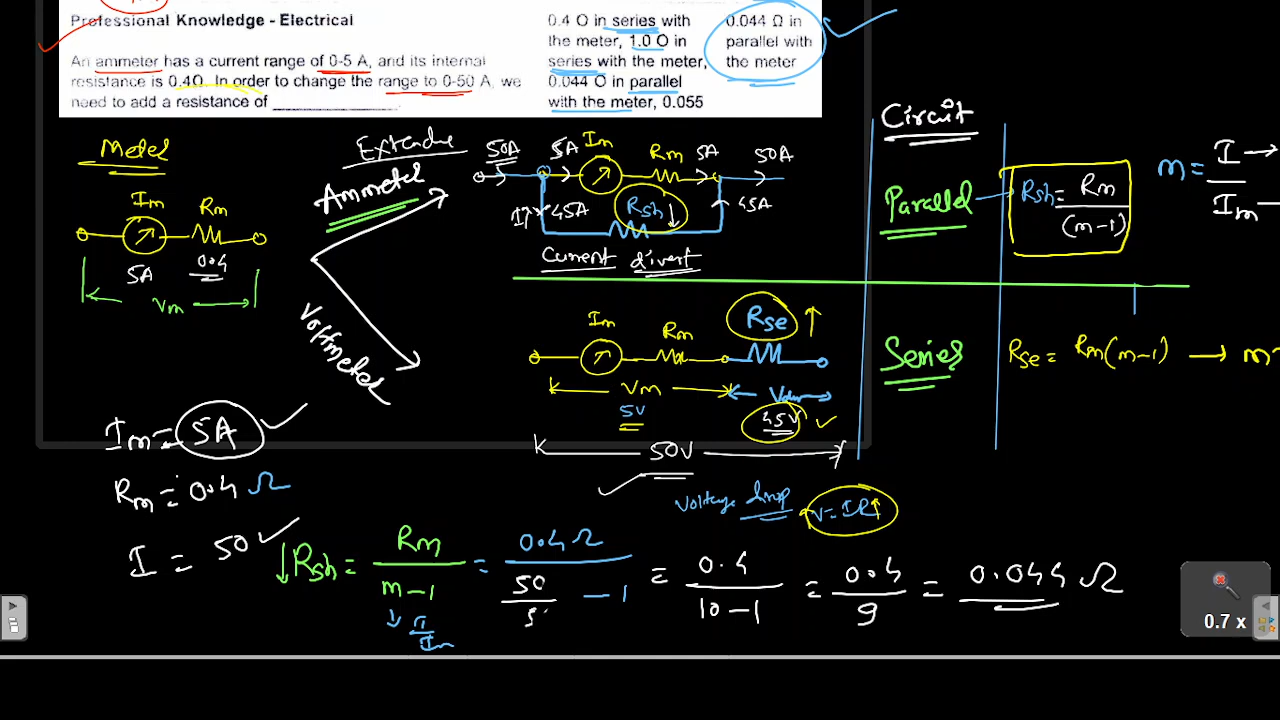 Professional Knowledge - Electrical
An ammeter has a current range of 0-5 A, and its internal
resistance is 0.4Ω. In order to change the range to 0-50 A, we
need to add a resistance of ____________
0.4 O in series with
the meter, 1.0 O in
series with the meter,
0.044 O in parallel
with the meter, 0.055
0.044 Ω in
parallel with
the meter
Meter
Im
Rm
5A
0.4
Vm
Extende
Ammeter
Voltmeter
50A
5A
Im
Rm
5A
50A
45A
Rsh↓
45A
Current divert
Im
Rm
Rse ↑
Vm
5V
45V
50V
Voltage drop V=IR↑
Circuit
Parallel
Rsh = Rm
(m-1)
m = I →
Im
Series
Rse = Rm(m-1) → m
Im = 5A
Rm = 0.4 Ω
I = 50
↓Rsh = Rm / m-1 = 0.4Ω / 50/5 - 1 = 0.4 / 10-1 = 0.4 / 9 = 0.044 Ω
↓ I / Im
0.7 x